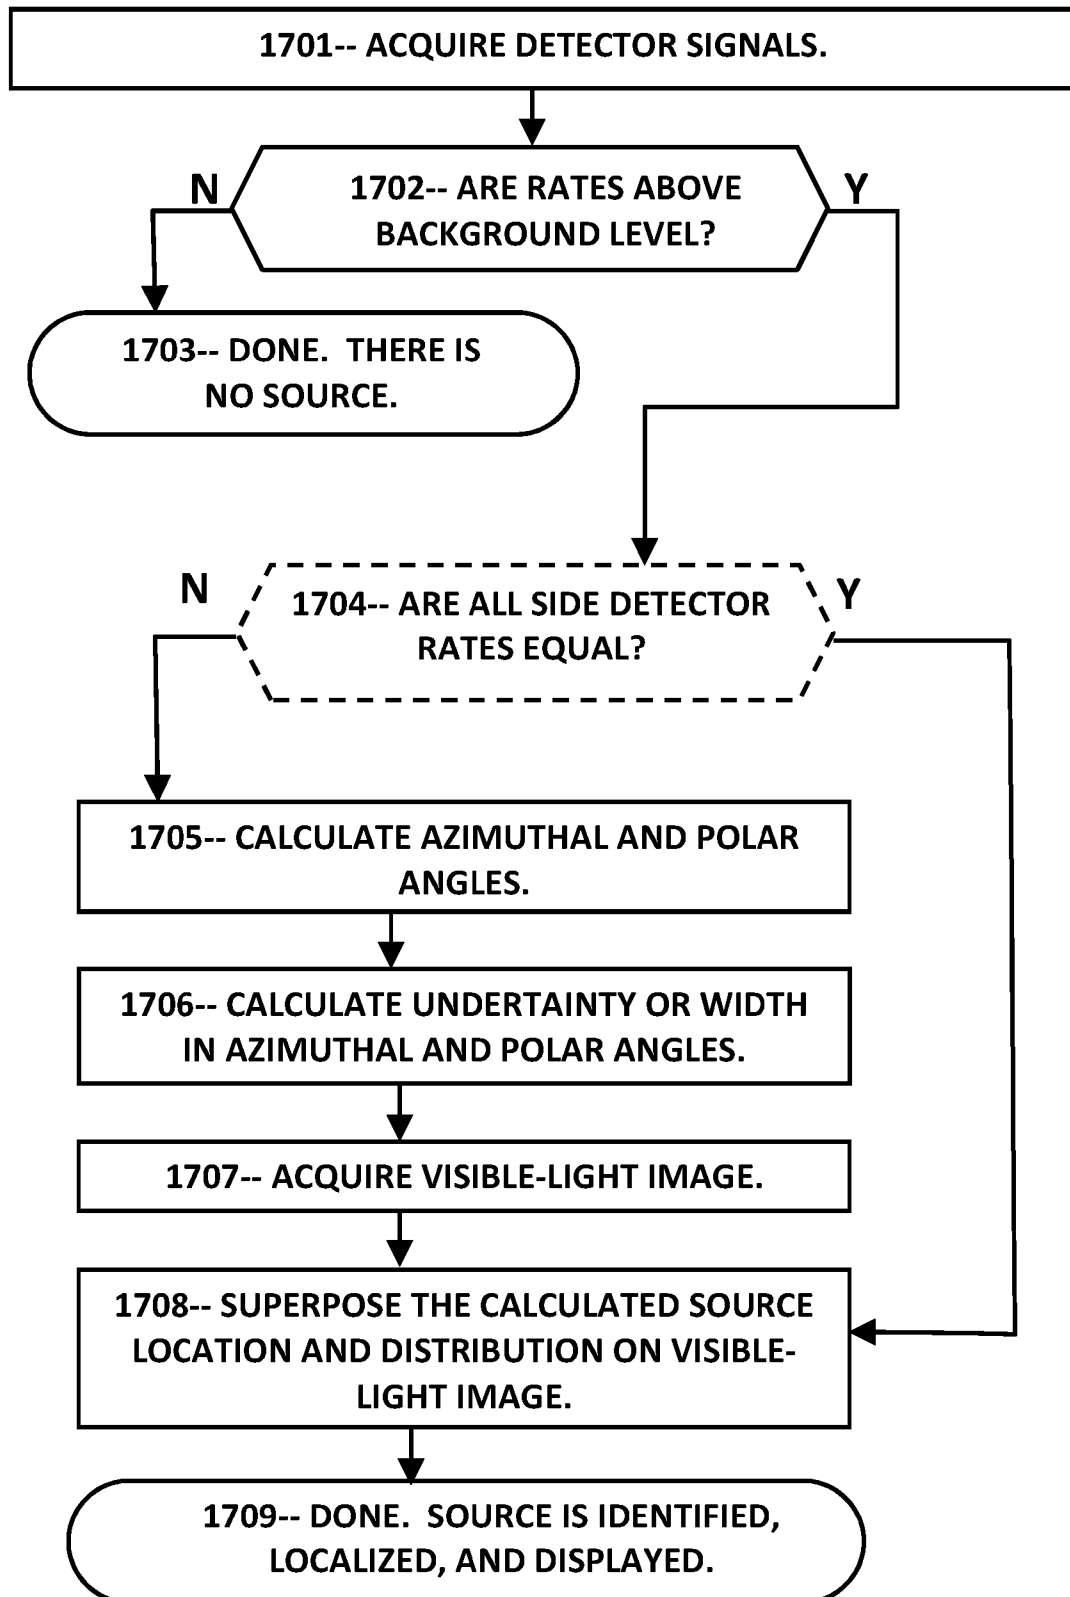 1701-- ACQUIRE DETECTOR SIGNALS.
N
1702-- ARE RATES ABOVE
BACKGROUND LEVEL?
Y
1703-- DONE.  THERE IS
NO SOURCE.
N
1704-- ARE ALL SIDE DETECTOR
RATES EQUAL?
Y
1705-- CALCULATE AZIMUTHAL AND POLAR
ANGLES.
1706-- CALCULATE UNDERTAINTY OR WIDTH
IN AZIMUTHAL AND POLAR ANGLES.
1707-- ACQUIRE VISIBLE-LIGHT IMAGE.
1708-- SUPERPOSE THE CALCULATED SOURCE
LOCATION AND DISTRIBUTION ON VISIBLE-
LIGHT IMAGE.
1709-- DONE.  SOURCE IS IDENTIFIED,
LOCALIZED, AND DISPLAYED.